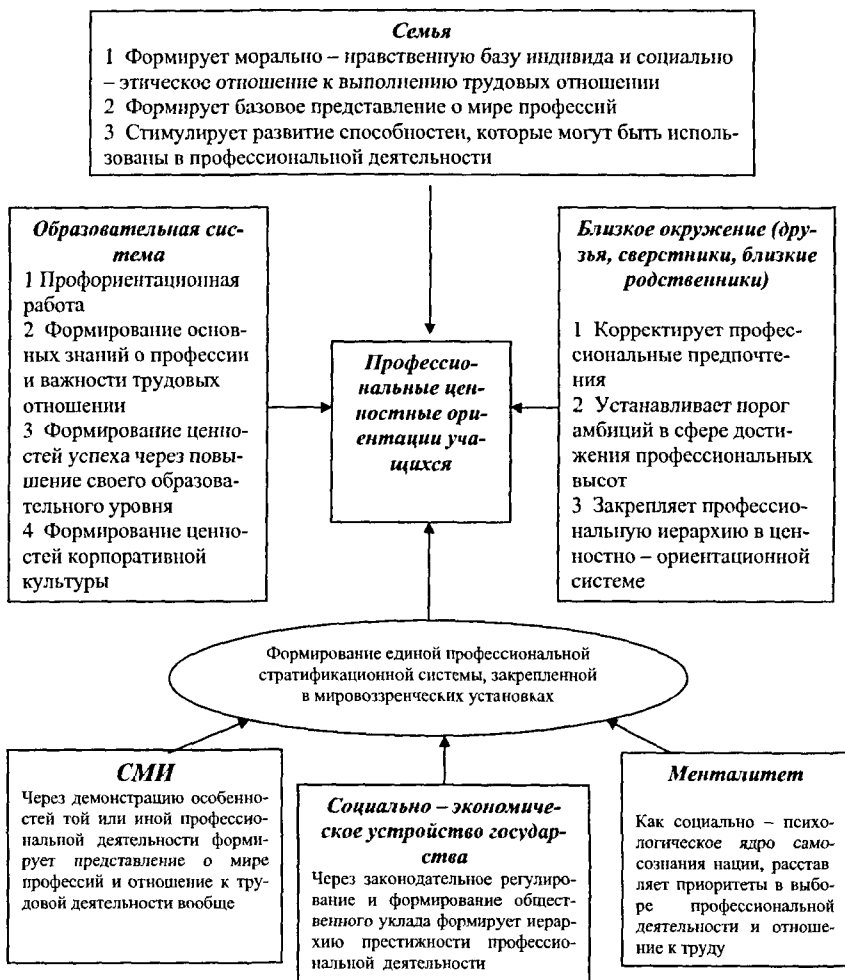 Семья
1 Формирует морально – нравственную базу индивида и социально
– этическое отношение к выполнению трудовых отношении
2 Формирует базовое представление о мире профессий
3 Стимулирует развитие способностен, которые могут быть исполь-
зованы в профессиональной деятельности
Образовательная сис-
тема
1 Профориентационная
работа
2 Формирование основ-
ных знаний о профессии
и важности трудовых
отношении
3 Формирование ценно-
стей успеха через повы-
шение своего образова-
тельного уровня
4 Формирование ценно-
стей корпоративной
культуры
Профессио-
нальные цен-
ностные ори-
ентации уча-
щихся
Близкое окружение (дру-
зья, сверстники, близкие
родственники)
1 Корректирует профес-
сиональные предпочте-
ния
2 Устанавливает порог
амбиций в сфере дости-
жения профессиональных
высот
3 Закрепляет профессио-
нальную иерархию в цен-
ностно – ориентационной
системе
Формирование единой профессиональной
стратификационной системы, закрепленной
в мировоззренческих установках
СМИ
Через демонстрацию особенно-
стей той или иной профессио-
нальной деятельности форми-
рует представление о мире
профессий и отношение к тру-
довой деятельности вообще
Социально – экономиче-
ское устройство государ-
ства
Через законодательное регулиро-
вание и формирование общест-
венного уклада формирует иерар-
хию престижности профессио-
нальной деятельности
Менталитет
Как социально – психо-
логическое ядро само-
сознания нации, расстав
ляет приоритеты в выбо-
ре профессиональной
деятельности и отноше-
ние к труду